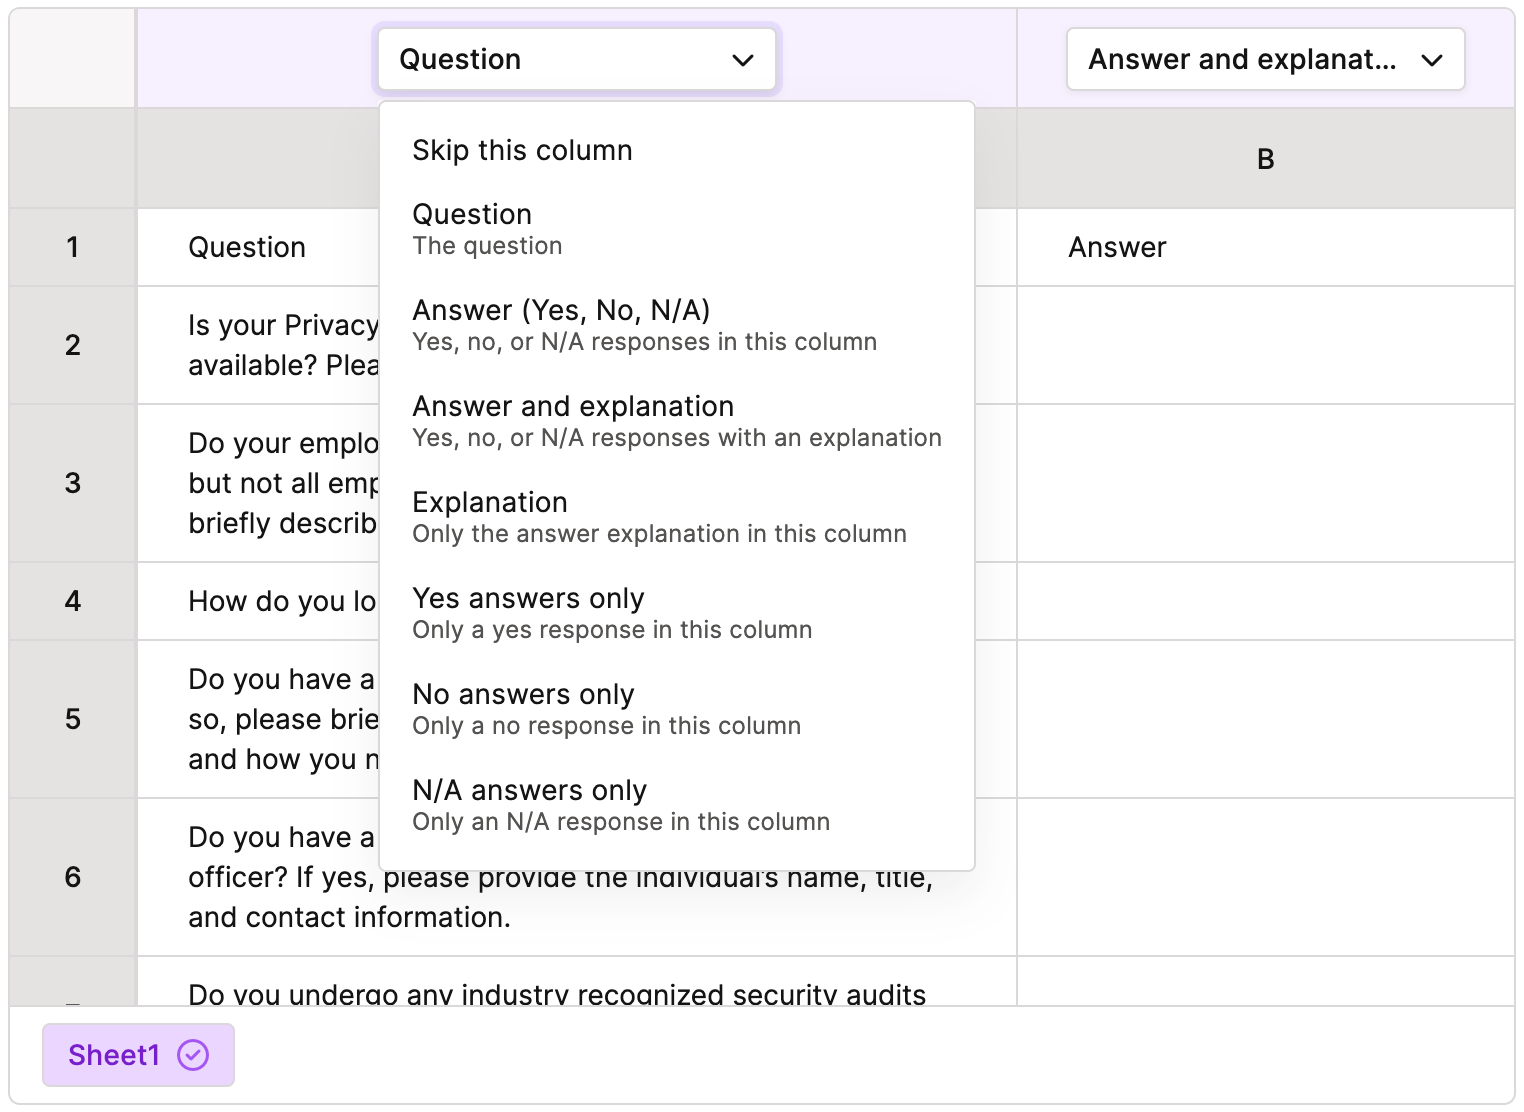 Question
Answer and explanat...
Skip this column
Question
The question
Answer (Yes, No, N/A)
Yes, no, or N/A responses in this column
Answer and explanation
Yes, no, or N/A responses with an explanation
Explanation
Only the answer explanation in this column
Yes answers only
Only a yes response in this column
No answers only
Only a no response in this column
N/A answers only
Only an N/A response in this column
B
1
Question
Answer
2
Is your Privacy
available?
3
Do your
but not all
briefly
4
How do you
5
Do you have a
so, please
and how you
6
Do you have a
officer? If yes, please provide the individual's name, title,
and contact information.
Do you undergo any industry recognized security audits
Sheet1